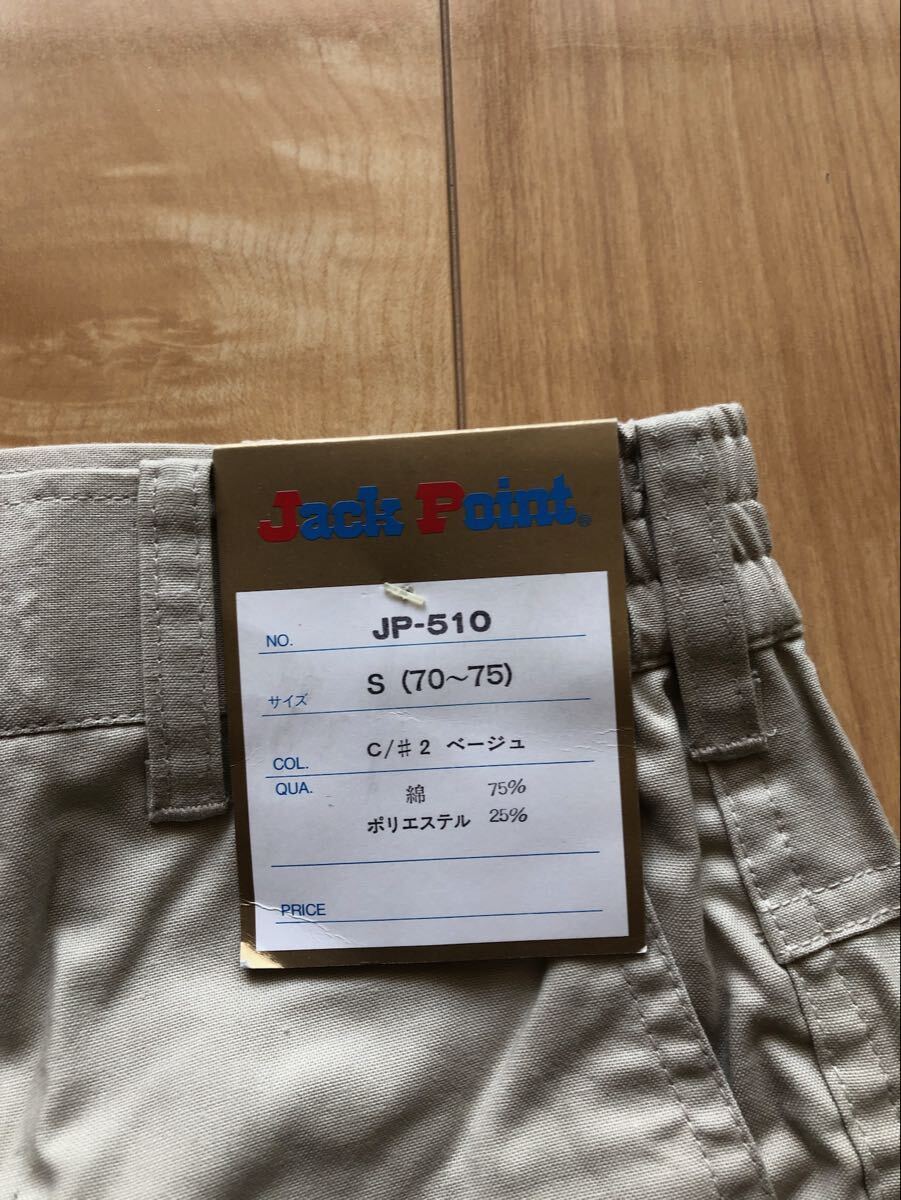 Jack Point®
NO. JP-510
サイズ S (70〜75)
COL. C/♯2 ベージュ
QUA. 綿 75%
ポリエステル 25%
PRICE